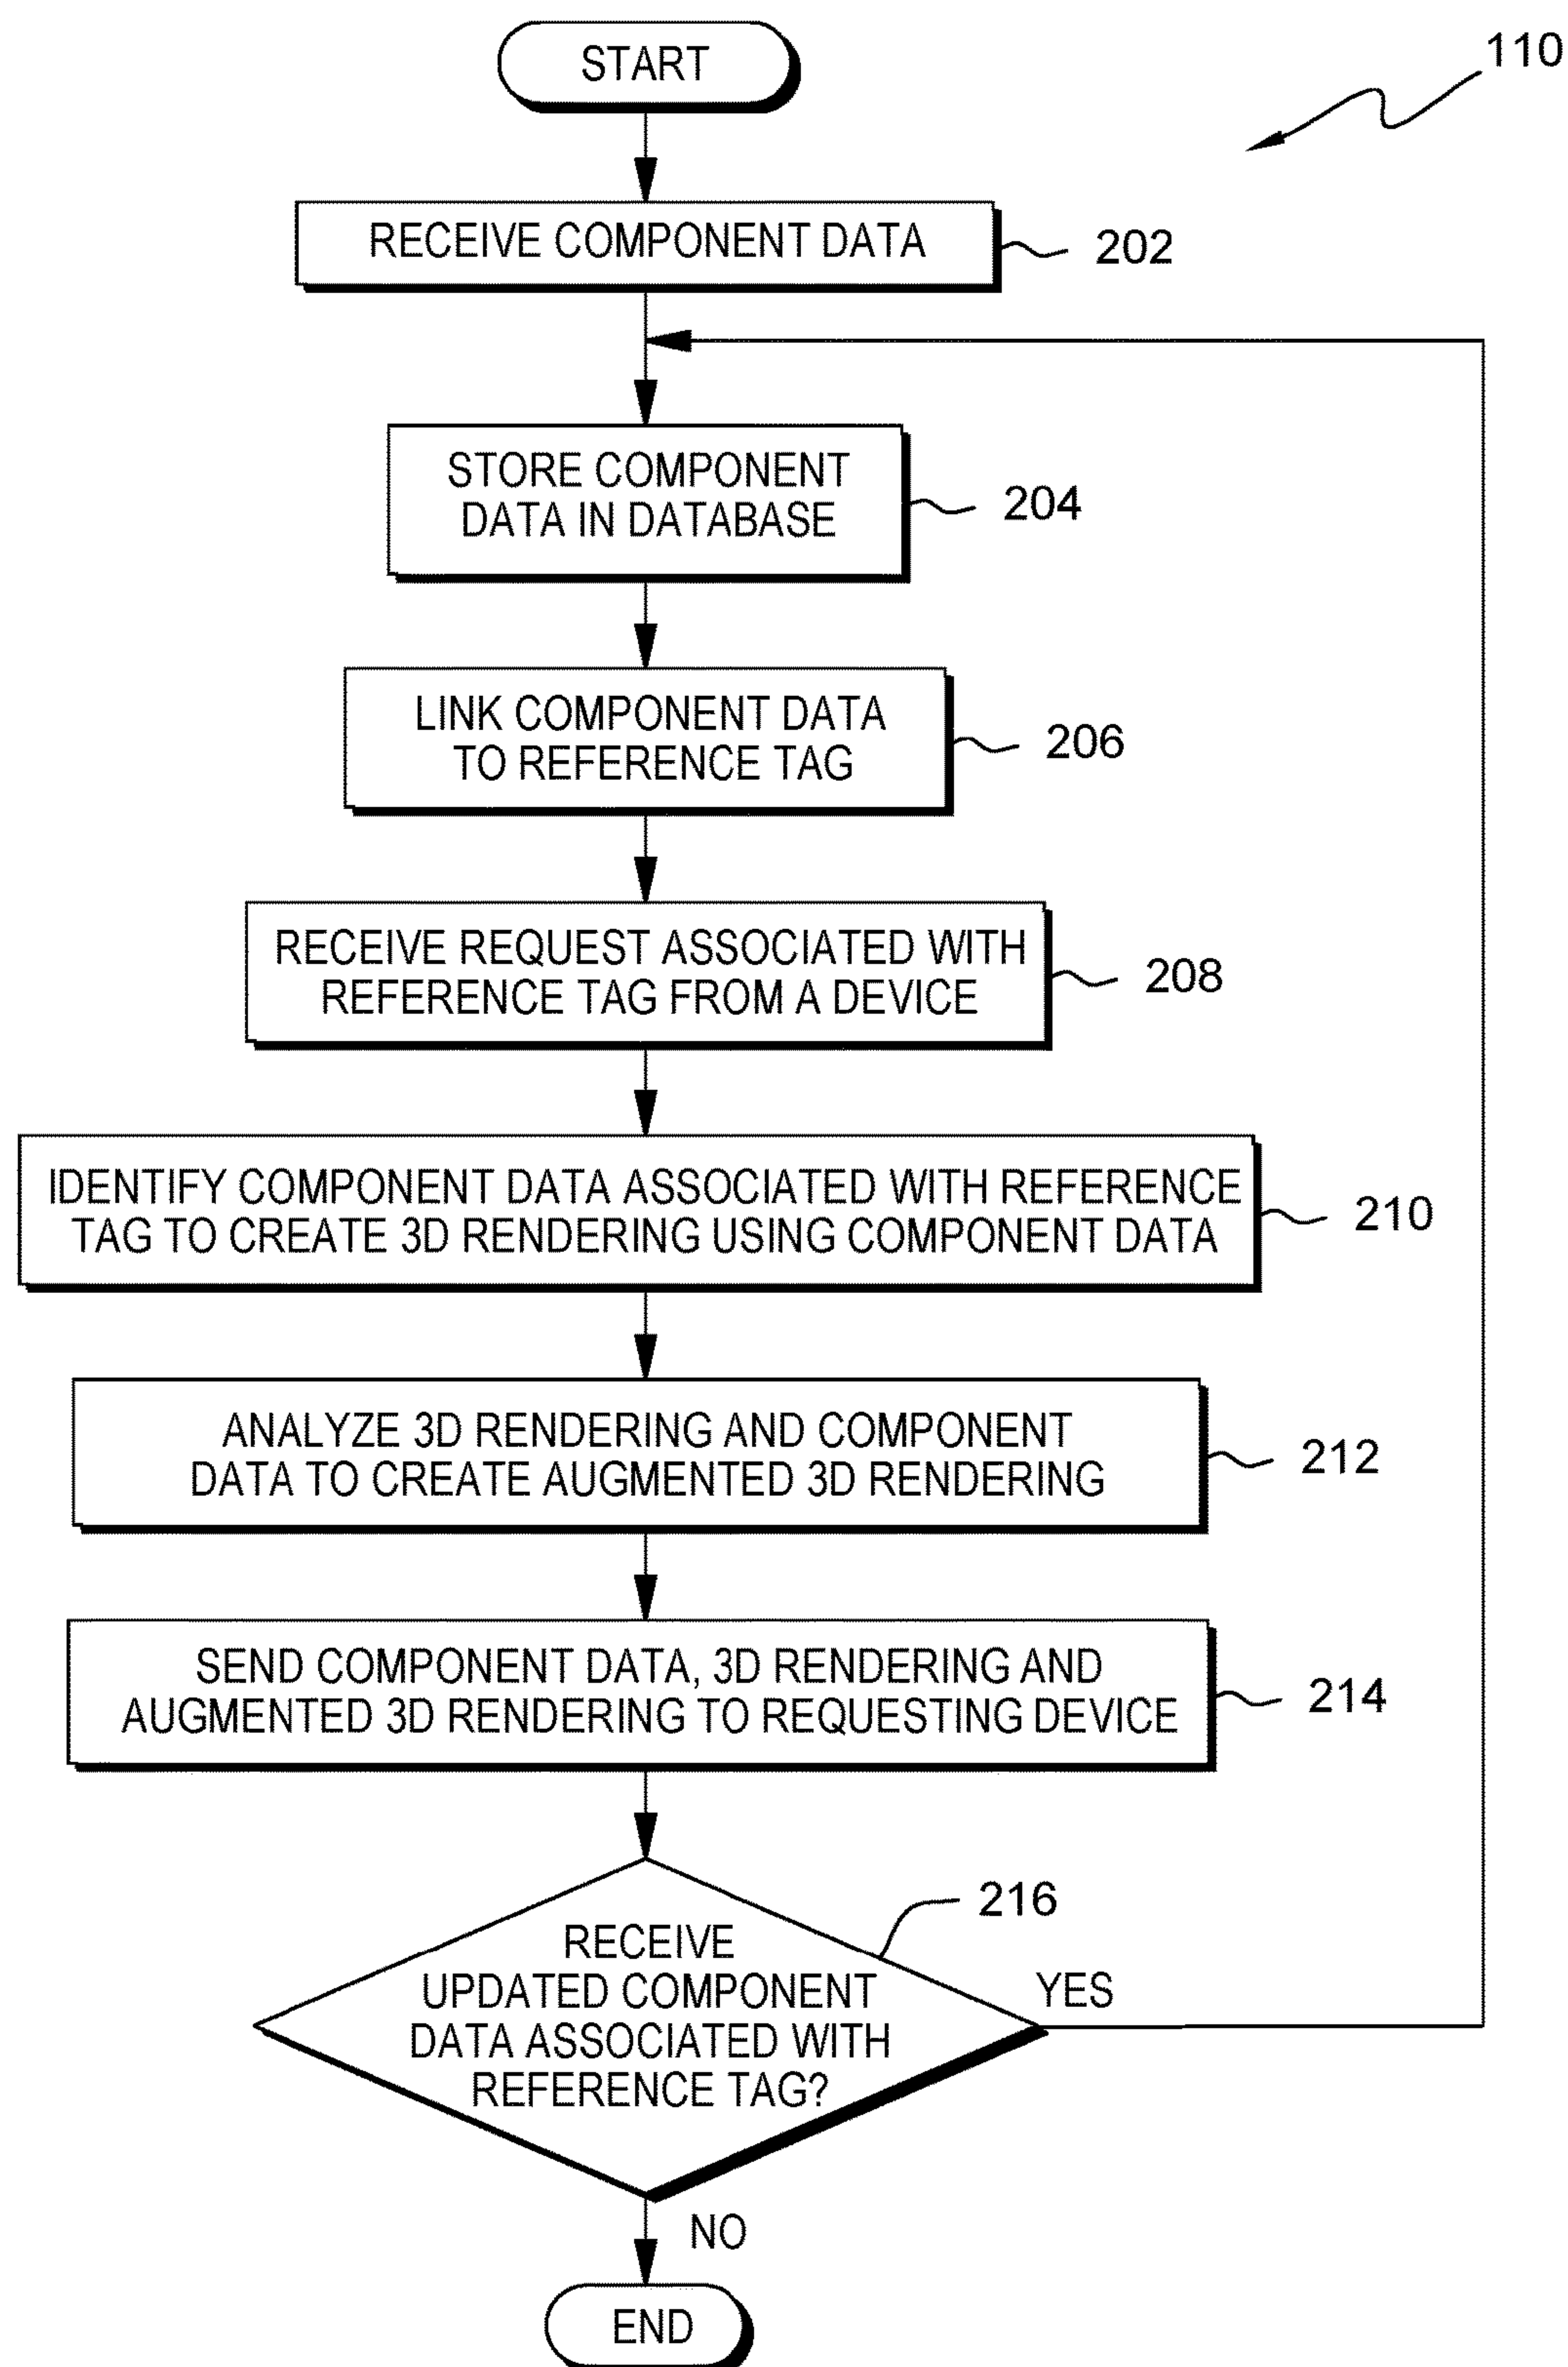 START
110
RECEIVE COMPONENT DATA
202
STORE COMPONENT
DATA IN DATABASE
204
LINK COMPONENT DATA
TO REFERENCE TAG
206
RECEIVE REQUEST ASSOCIATED WITH
REFERENCE TAG FROM A DEVICE
208
IDENTIFY COMPONENT DATA ASSOCIATED WITH REFERENCE
TAG TO CREATE 3D RENDERING USING COMPONENT DATA
210
ANALYZE 3D RENDERING AND COMPONENT
DATA TO CREATE AUGMENTED 3D RENDERING
212
SEND COMPONENT DATA, 3D RENDERING AND
AUGMENTED 3D RENDERING TO REQUESTING DEVICE
214
216
RECEIVE
UPDATED COMPONENT
DATA ASSOCIATED WITH
REFERENCE TAG?
YES
NO
END